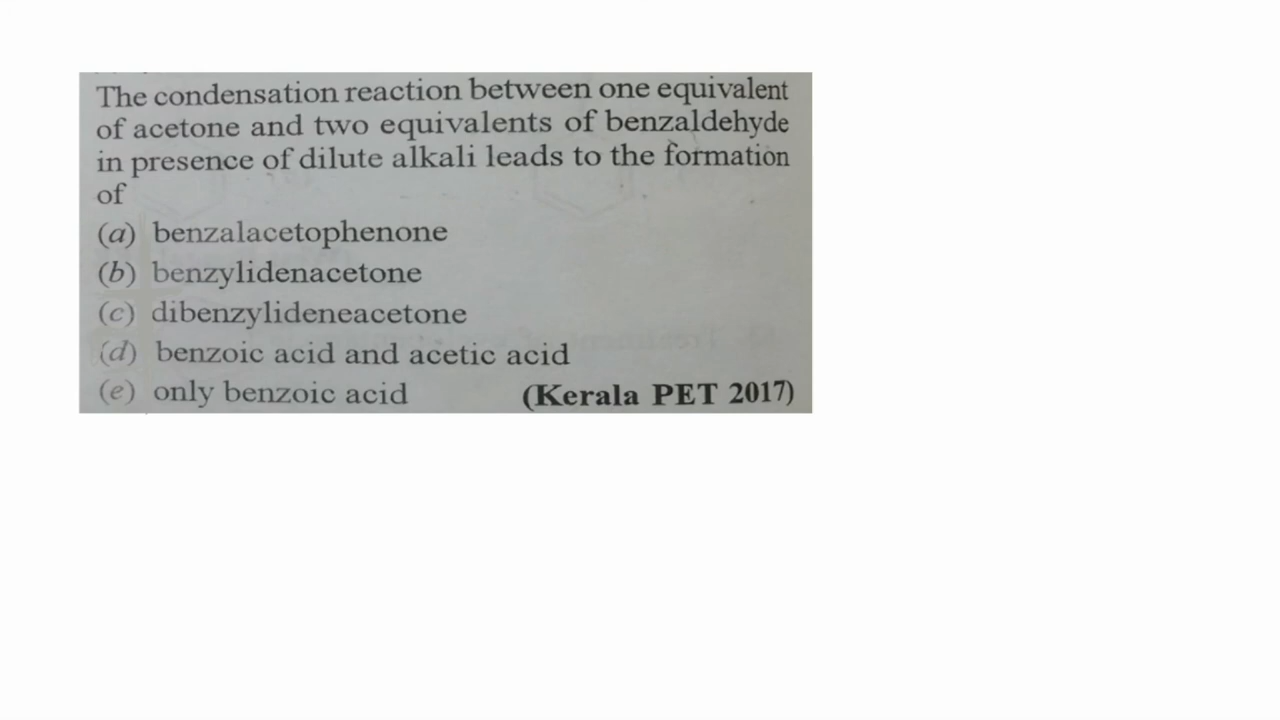 The condensation reaction between one equivalent
of acetone and two equivalents of benzaldehyde
in presence of dilute alkali leads to the formation
of
(a) benzalacetophenone
(b) benzylidenacetone
(c) dibenzylideneacetone
(d) benzoic acid and acetic acid
(e) only benzoic acid (Kerala PET 2017)